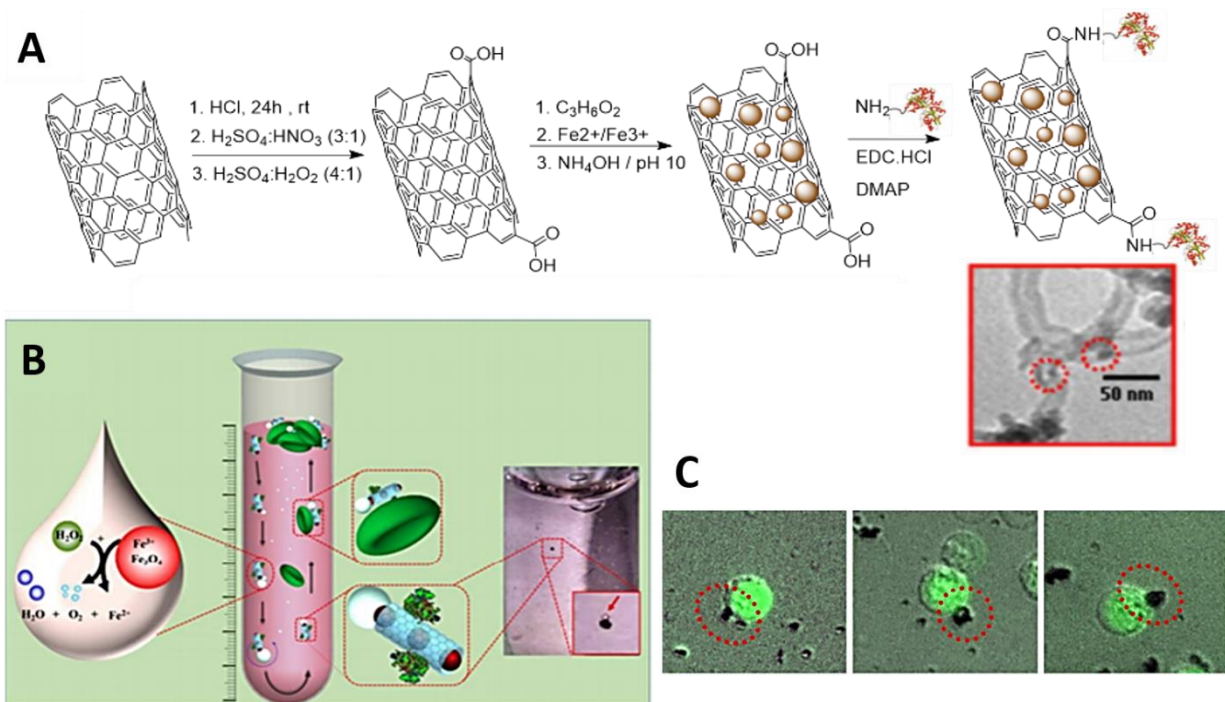 A
1. HCl, 24h , rt
2. H₂SO₄:HNO₃ (3:1)
3. H₂SO₄:H₂O₂ (4:1)
O
OH
O
OH
1. C₃H₆O₂
2. Fe2+/Fe3+
3. NH₄OH / pH 10
O
OH
O
OH
NH₂
EDC.HCl
DMAP
O
NH
O
NH
50 nm
B
H₂O₂
+
Fe³⁺
Fe₃O₄
H₂O + O₂ + Fe²⁺
C